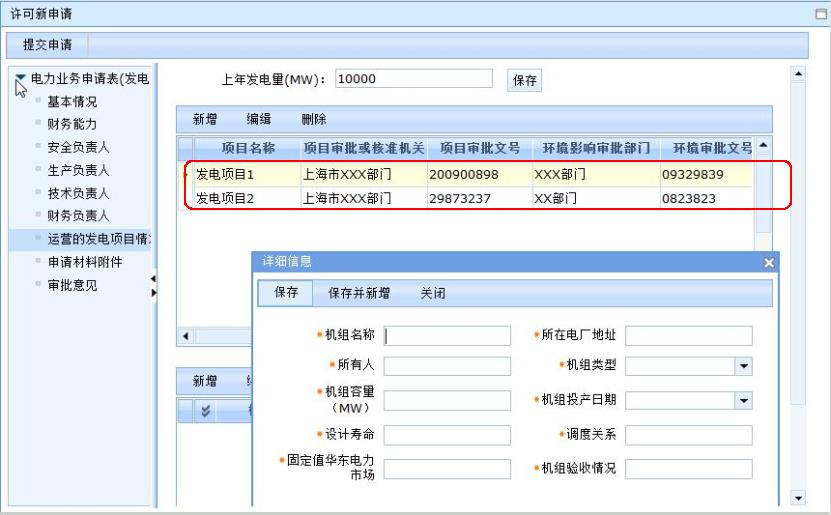 许可新申请
提交申请
电力业务申请表(发电
基本情况
财务能力
安全负责人
生产负责人
技术负责人
财务负责人
运营的发电项目情
申请材料附件
审批意见
上年发电量(MW)： 10000 保存
新增 编缉 删除
项目名称 项目审批或核准机关 项目审批文号 环境影响审批部门 环境审批文号
发电项目1 上海市XXX部门 200900898 XXX部门 09329839
发电项目2 上海市XXX部门 29873237 XX部门 0823823
新增
详细信息
保存 保存并新增 关闭
*机组名称 *所在电厂地址
*所有人 *机组类型
*机组容量
（MW） *机组投产日期
*设计寿命 *调度关系
*固定值华东电力
市场 *机组验收情况